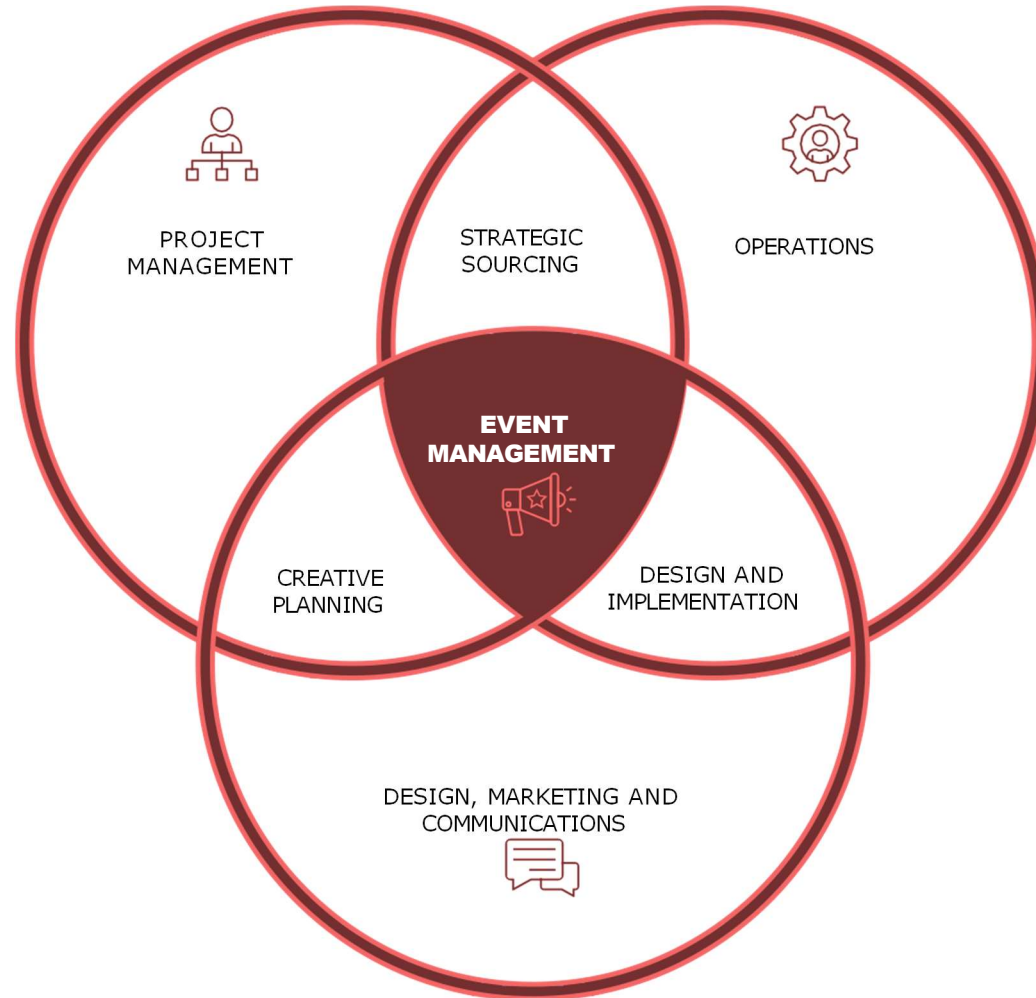 PROJECT
MANAGEMENT
STRATEGIC
SOURCING
OPERATIONS
EVENT
MANAGEMENT
CREATIVE
PLANNING
DESIGN AND
IMPLEMENTATION
DESIGN, MARKETING AND
COMMUNICATIONS